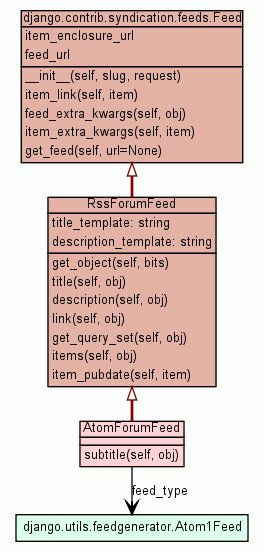 django.contrib.syndication.feeds.Feed
item_enclosure_url
feed_url
__init__(self, slug, request)
item_link(self, item)
feed_extra_kwargs(self, obj)
item_extra_kwargs(self, item)
get_feed(self, url=None)
RssForumFeed
title_template: string
description_template: string
get_object(self, bits)
title(self, obj)
description(self, obj)
link(self, obj)
get_query_set(self, obj)
items(self, obj)
item_pubdate(self, item)
AtomForumFeed
subtitle(self, obj)
feed_type
django.utils.feedgenerator.Atom1Feed